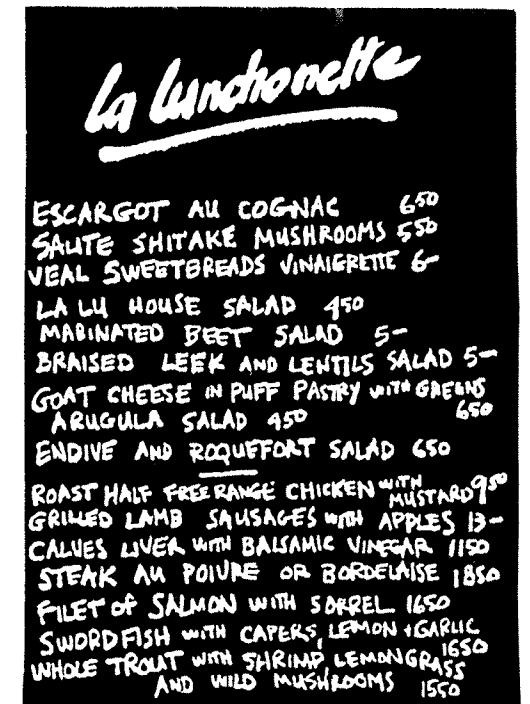 La Lunchonette
ESCARGOT AU COGNAC 650
SAUTE SHITAKE MUSHROOMS 550
VEAL SWEETBREADS VINAIGRETTE 6-
LA LU HOUSE SALAD 450
MARINATED BEET SALAD 5-
BRAISED LEEK AND LENTILS SALAD 5-
GOAT CHEESE IN PUFF PASTRY WITH GREENS
650
ARUGULA SALAD 450
ENDIVE AND ROQUEFORT SALAD 650
ROAST HALF FREE RANGE CHICKEN WITH
MUSTARD 950
GRILLED LAMB SAUSAGES WITH APPLES 13-
CALVES LIVER WITH BALSAMIC VINEGAR 1150
STEAK AU POIVRE OR BORDELAISE 1850
FILET OF SALMON WITH SORREL 1650
SWORDFISH WITH CAPERS, LEMON + GARLIC
1650
WHOLE TROUT WITH SHRIMP, LEMONGRASS
AND WILD MUSHROOMS 1550